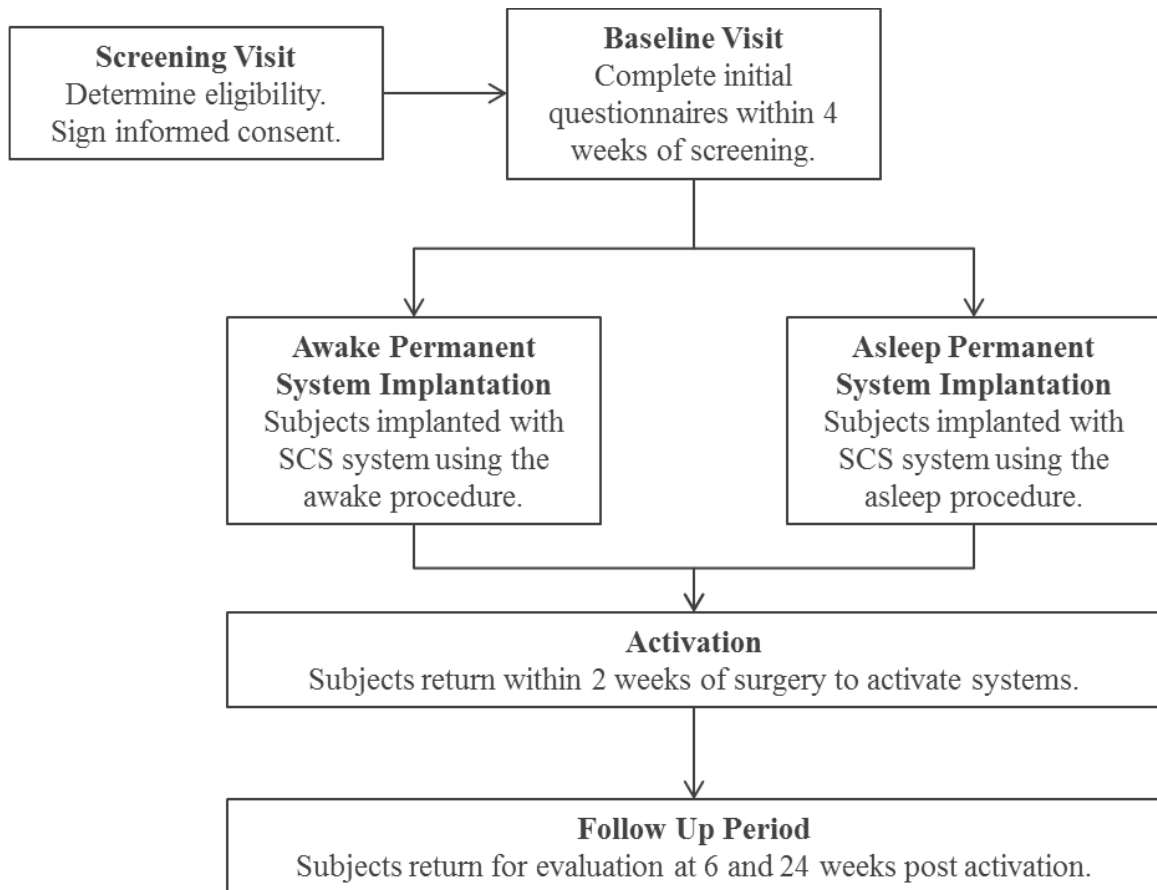 Screening Visit
Determine eligibility.
Sign informed consent.
Baseline Visit
Complete initial
questionnaires within 4
weeks of screening.
Awake Permanent
System Implantation
Subjects implanted with
SCS system using the
awake procedure.
Asleep Permanent
System Implantation
Subjects implanted with
SCS system using the
asleep procedure.
Activation
Subjects return within 2 weeks of surgery to activate systems.
Follow Up Period
Subjects return for evaluation at 6 and 24 weeks post activation.